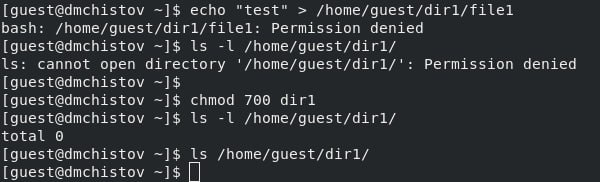 [guest@dmchistov ~]$ echo "test" > /home/guest/dir1/file1
bash: /home/guest/dir1/file1: Permission denied
[guest@dmchistov ~]$ ls -l /home/guest/dir1/
ls: cannot open directory '/home/guest/dir1/': Permission denied
[guest@dmchistov ~]$
[guest@dmchistov ~]$ chmod 700 dir1
[guest@dmchistov ~]$ ls -l /home/guest/dir1/
total 0
[guest@dmchistov ~]$ ls /home/guest/dir1/
[guest@dmchistov ~]$